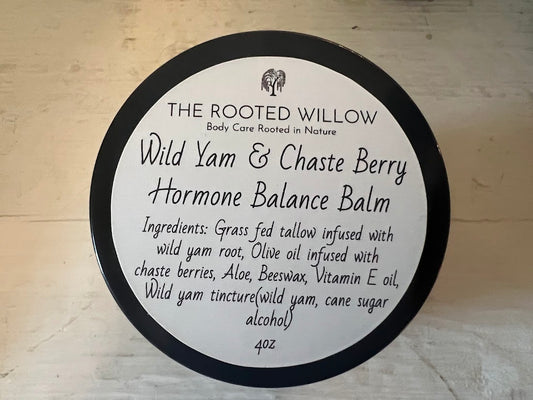 THE ROOTED WILLOW
Body Care Rooted in Nature
Wild Yam & Chaste Berry
Hormone Balance Balm
Ingredients: Grass fed tallow infused with
wild yam root, Olive oil infused with
chaste berries, Aloe, Beeswax, Vitamin E oil,
Wild yam tincture(wild yam, cane sugar
alcohol)
4oz